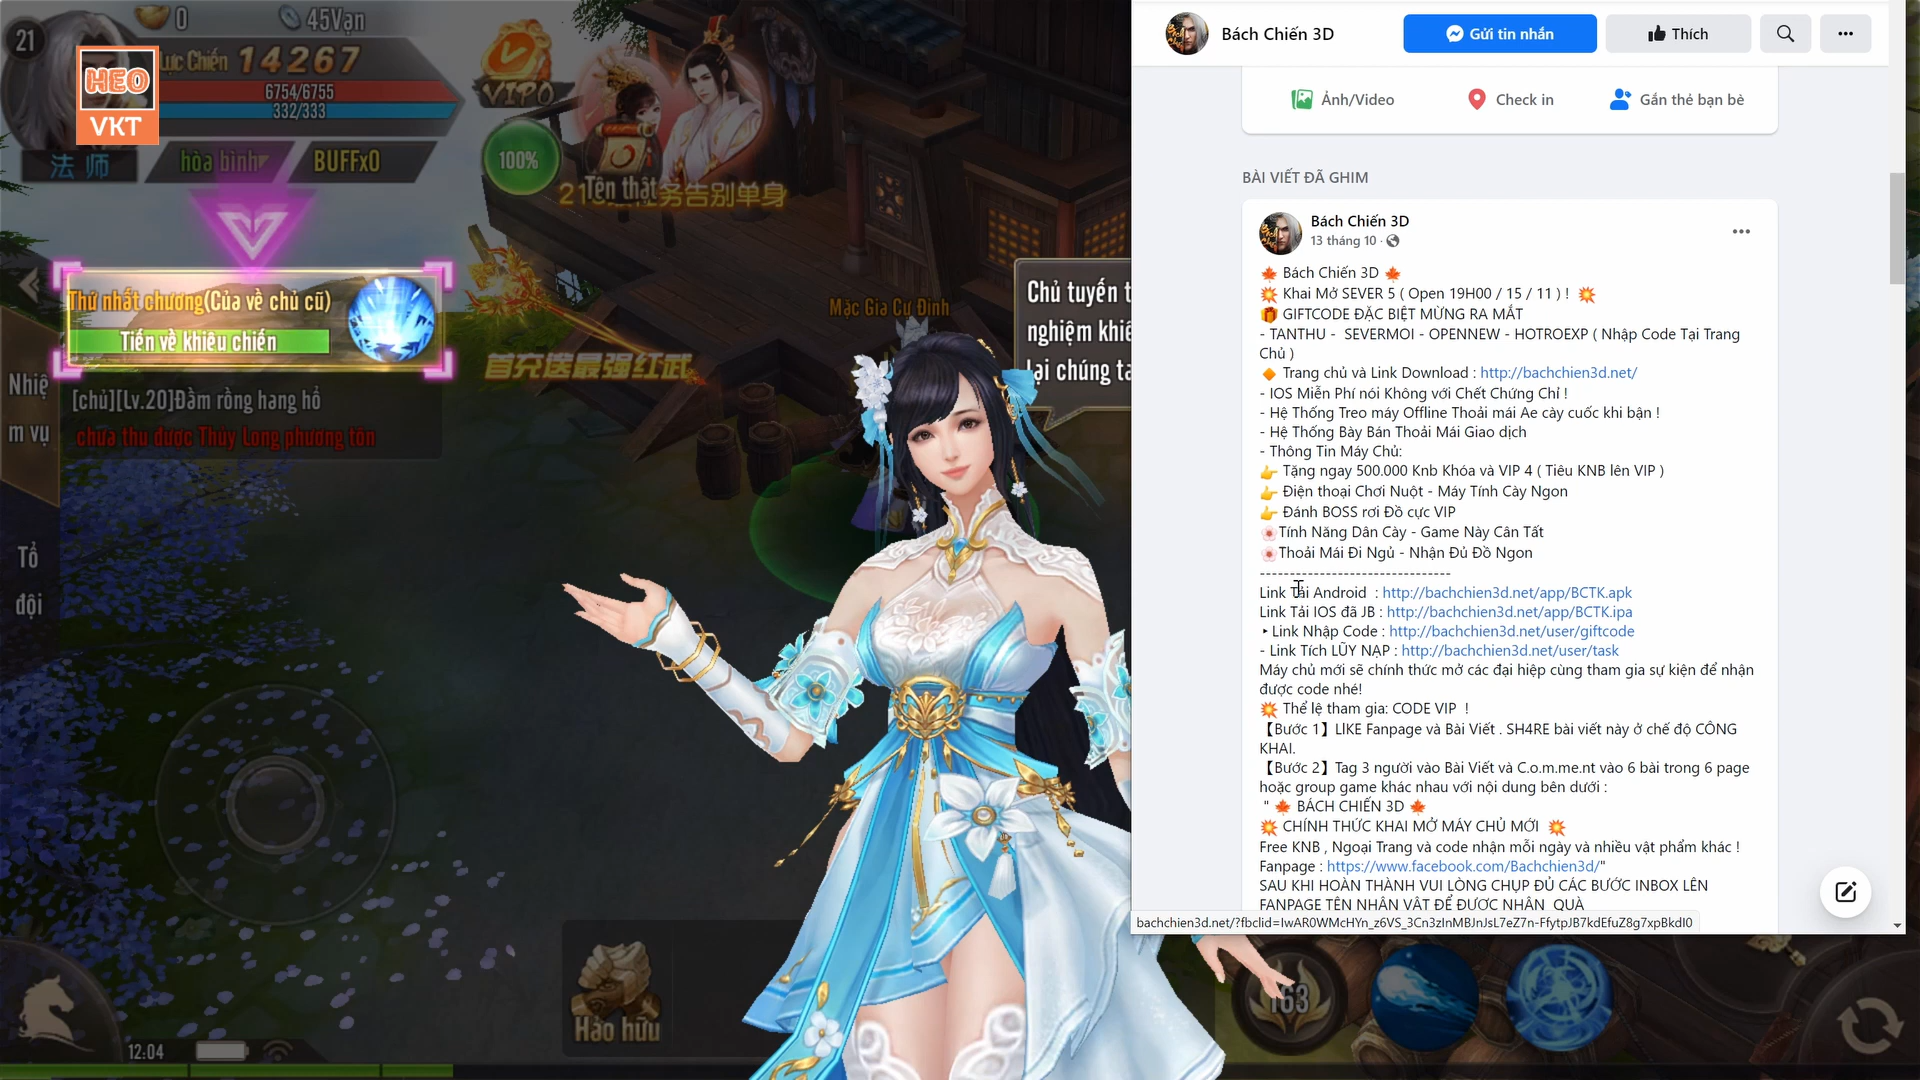 21
0
45Vạn
Lực Chiến 14267
6754/6755
332/333
HEO
VKT
法师
hòa bình
BUFFx0
VIP0
100%
Tên thật
务告别单身
Thứ nhất chương(Của về chủ cũ)
Tiến về khiêu chiến
Nhiệ
m vụ
[chủ][Lv.20]Đầm rồng hang hổ
chưa thu được Thủy Long phương tôn
Tổ
đội
首充送最强红武
Mặc Gia Cư Đinh
Chủ tuyến t
nghiệm khiê
lại chúng ta
Hảo hữu
163
12:04
Bách Chiến 3D
Gửi tin nhắn
Thích
Ảnh/Video
Check in
Gắn thẻ bạn bè
BÀI VIẾT ĐÃ GHIM
Bách Chiến 3D
13 tháng 10 ·
🍁 Bách Chiến 3D 🍁
💥 Khai Mở SEVER 5 ( Open 19H00 / 15 / 11 ) ! 💥
🎁 GIFTCODE ĐẶC BIỆT MỪNG RA MẮT
- TANTHU - SEVERMOI - OPENNEW - HOTROEXP ( Nhập Code Tại Trang
Chủ )
🔸 Trang chủ và Link Download : http://bachchien3d.net/
- IOS Miễn Phí nói Không với Chết Chứng Chỉ !
- Hệ Thống Treo máy Offline Thoải mái Ae cày cuốc khi bận !
- Hệ Thống Bày Bán Thoải Mái Giao dịch
- Thông Tin Máy Chủ:
👉 Tặng ngay 500.000 Knb Khóa và VIP 4 ( Tiêu KNB lên VIP )
👉 Điện thoại Chơi Nuột - Máy Tính Cày Ngon
👉 Đánh BOSS rơi Đồ cực VIP
🌸Tính Năng Dân Cày - Game Này Cân Tất
🌸Thoải Mái Đi Ngủ - Nhận Đủ Đồ Ngon
-------------------------------
Link Tải Android : http://bachchien3d.net/app/BCTK.apk
Link Tải IOS đã JB : http://bachchien3d.net/app/BCTK.ipa
‣ Link Nhập Code : http://bachchien3d.net/user/giftcode
- Link Tích LŨY NẠP : http://bachchien3d.net/user/task
Máy chủ mới sẽ chính thức mở các đại hiệp cùng tham gia sự kiện để nhận
được code nhé!
💥 Thể lệ tham gia: CODE VIP !
【Bước 1】LIKE Fanpage và Bài Viết . SH4RE bài viết này ở chế độ CÔNG
KHAI.
【Bước 2】Tag 3 người vào Bài Viết và C.o.m.me.nt vào 6 bài trong 6 page
hoặc group game khác nhau với nội dung bên dưới :
" 🍁 BÁCH CHIẾN 3D 🍁
💥 CHÍNH THỨC KHAI MỞ MÁY CHỦ MỚI 💥
Free KNB , Ngoại Trang và code nhận mỗi ngày và nhiều vật phẩm khác !
Fanpage : https://www.facebook.com/Bachchien3d/"
SAU KHI HOÀN THÀNH VUI LÒNG CHỤP ĐỦ CÁC BƯỚC INBOX LÊN
FANPAGE TÊN NHÂN VẬT ĐỂ ĐƯỢC NHẬN QUÀ
bachchien3d.net/?fbclid=IwAR0WMcHYn_z6VS_3Cn3zInMBJnJsL7eZ7n-FfytpJB7kdEfuZ8g7xpBkdI0